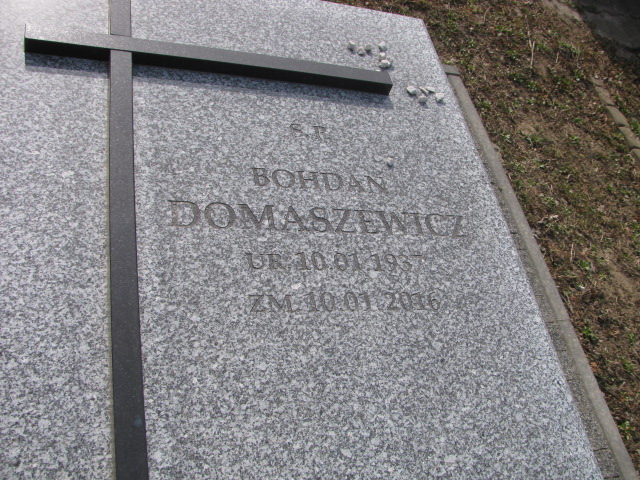 Ś.P.
BOHDAN
DOMASZEWICZ
UR. 10.01.1937
ZM. 10.01.2016